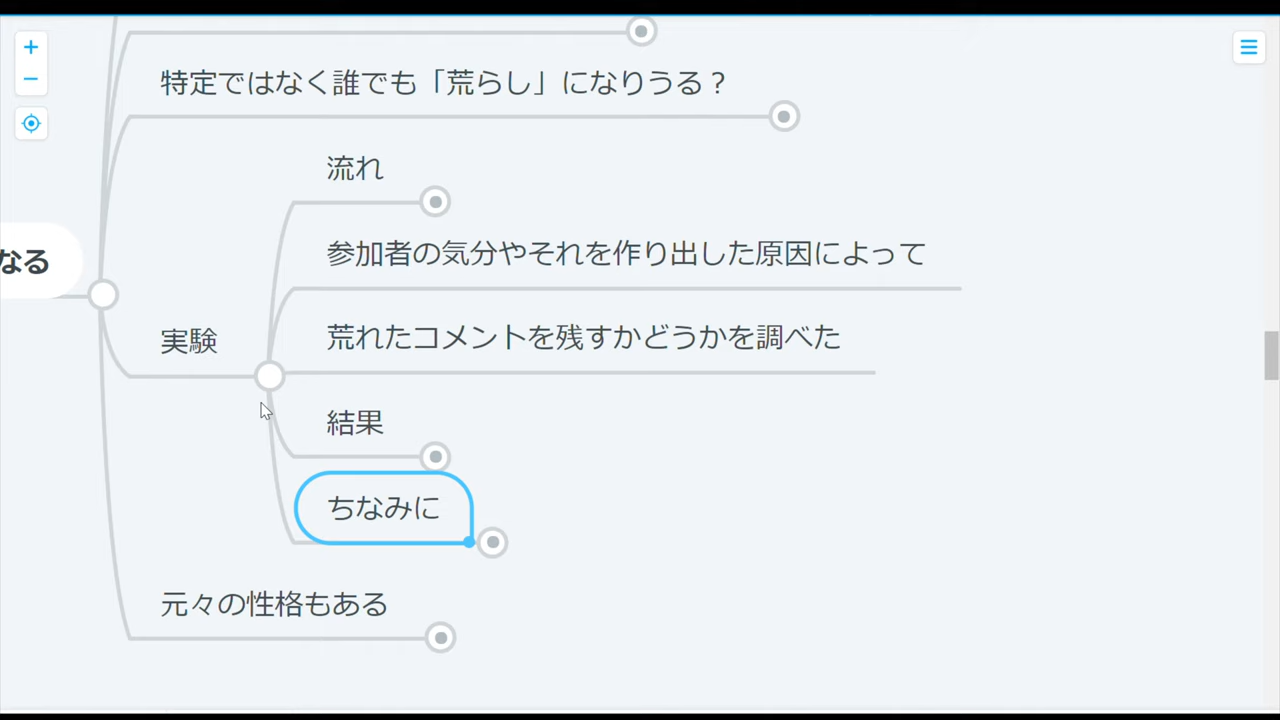 特定ではなく誰でも「荒らし」になりうる？
流れ
参加者の気分やそれを作り出した原因によって
なる
実験
荒れたコメントを残すかどうかを調べた
結果
ちなみに
元々の性格もある